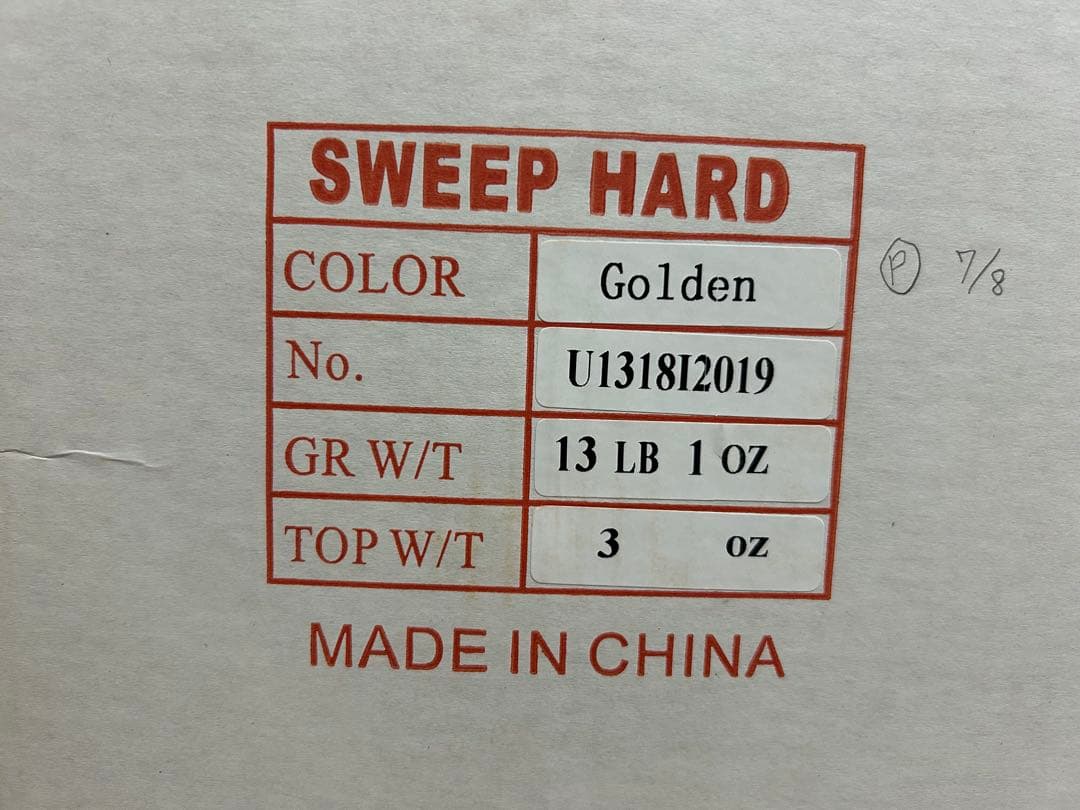 SWEEP HARD
COLOR Golden Ⓟ 7/8
No. U1318I2019
GR W/T 13 LB 1 OZ
TOP W/T 3 OZ
MADE IN CHINA